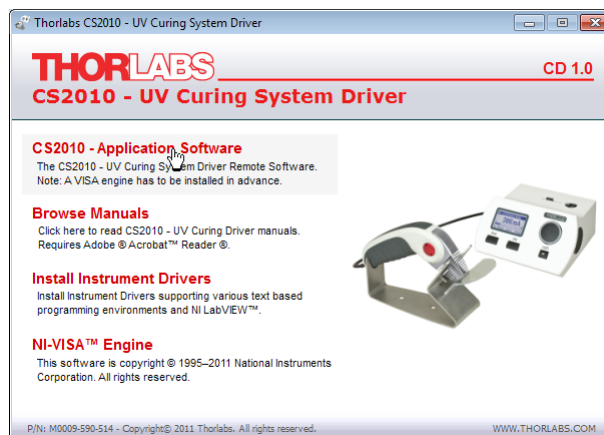 Thorlabs CS2010 - UV Curing System Driver
THORLABS
CD 1.0
CS2010 - UV Curing System Driver
CS2010 - Application Software
The CS2010 - UV Curing System Driver Remote Software.
Note: A VISA engine has to be installed in advance.
Browse Manuals
Click here to read CS2010 - UV Curing Driver manuals.
Requires Adobe ® Acrobat™ Reader ®.
Install Instrument Drivers
Install Instrument Drivers supporting various text based
programming environments and NI LabVIEW™.
NI-VISA™ Engine
This software is copyright © 1995–2011 National Instruments
Corporation. All rights reserved.
P/N: M0009-590-514 - Copyright© 2011 Thorlabs. All rights reserved.
WWW.THORLABS.COM